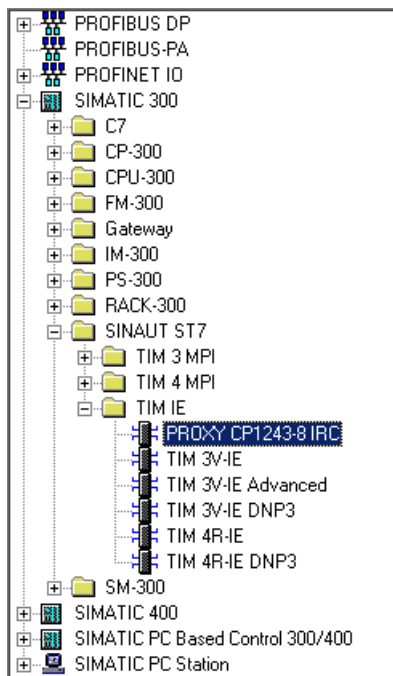 PROFIBUS DP
PROFIBUS-PA
PROFINET IO
SIMATIC 300
C7
CP-300
CPU-300
FM-300
Gateway
IM-300
PS-300
RACK-300
SINAUT ST7
TIM 3 MPI
TIM 4 MPI
TIM IE
PROXY CP1243-8 IRC
TIM 3V-IE
TIM 3V-IE Advanced
TIM 3V-IE DNP3
TIM 4R-IE
TIM 4R-IE DNP3
SM-300
SIMATIC 400
SIMATIC PC Based Control 300/400
SIMATIC PC Station